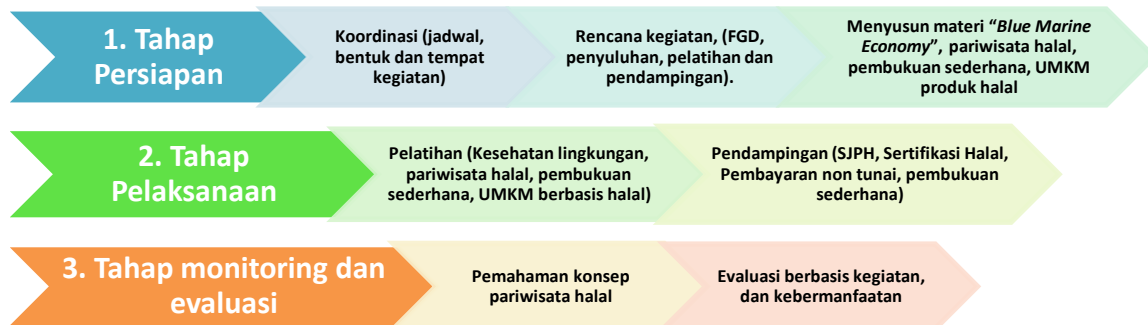 1. Tahap
Persiapan
Koordinasi (jadwal,
bentuk dan tempat
kegiatan)
Rencana kegiatan, (FGD,
penyuluhan, pelatihan dan
pendampingan).
Menyusun materi “Blue Marine
Economy”, pariwisata halal,
pembukuan sederhana, UMKM
produk halal
2. Tahap
Pelaksanaan
Pelatihan (Kesehatan lingkungan,
pariwisata halal, pembukuan
sederhana, UMKM berbasis halal)
Pendampingan (SJPH, Sertifikasi Halal,
Pembayaran non tunai, pembukuan
sederhana)
3. Tahap monitoring dan
evaluasi
Pemahaman konsep
pariwisata halal
Evaluasi berbasis kegiatan,
dan kebermanfaatan